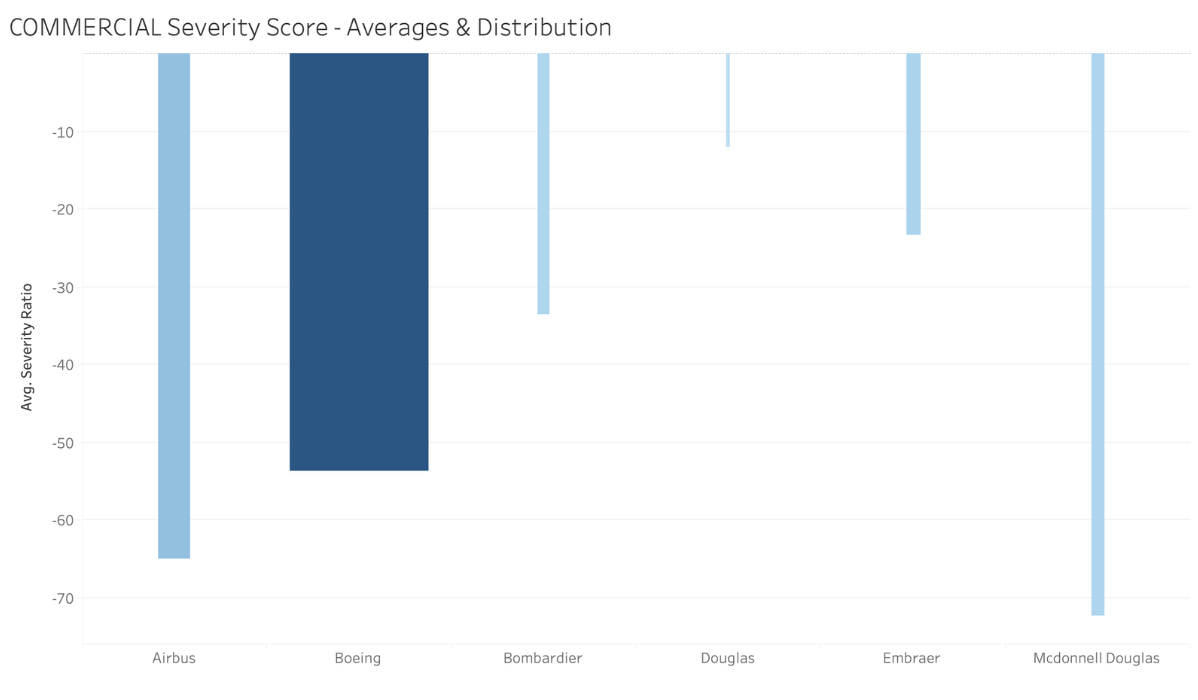 COMMERCIAL Severity Score - Averages & Distribution
Avg. Severity Ratio
-10
-20
-30
-40
-50
-60
-70
Airbus Boeing Bombardier Douglas Embraer Mcdonnell Douglas